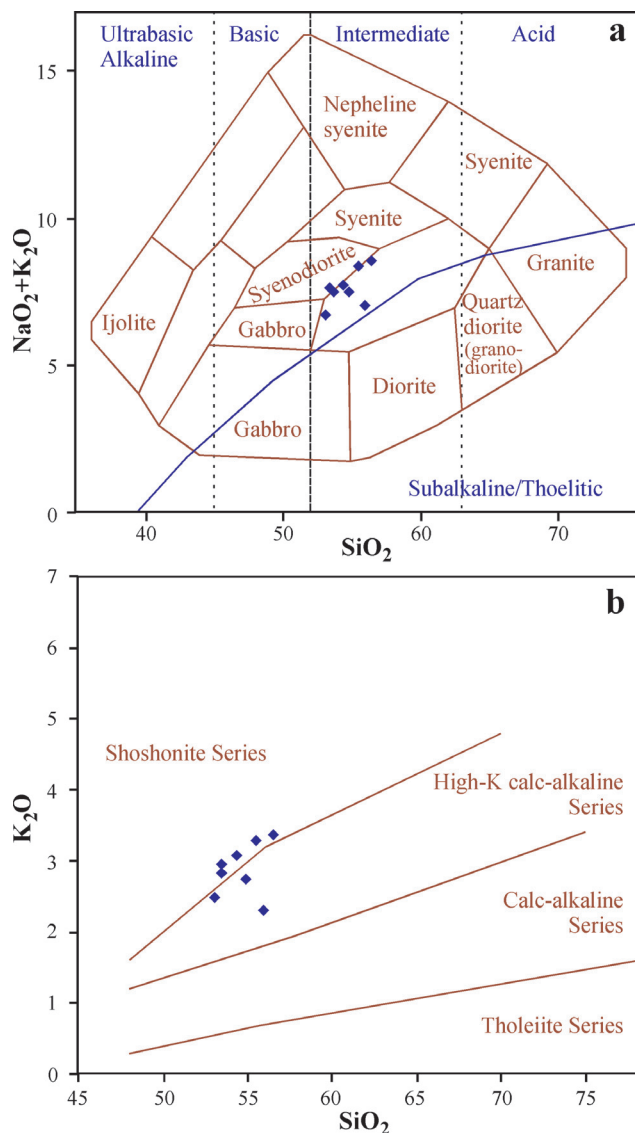 a
Ultrabasic
Alkaline
Basic
Intermediate
Acid
15
10
5
0
NaO₂+K₂O
Nepheline
syenite
Syenite
Syenite
Syenodiorite
Ijolite
Gabbro
Granite
Quartz
diorite
(grano-
diorite)
Gabbro
Diorite
Subalkaline/Thoelitic
40
50
60
70
SiO₂
b
7
6
5
4
3
2
1
0
K₂O
Shoshonite Series
High-K calc-alkaline
Series
Calc-alkaline
Series
Tholeiite Series
45
50
55
60
65
70
75
SiO₂